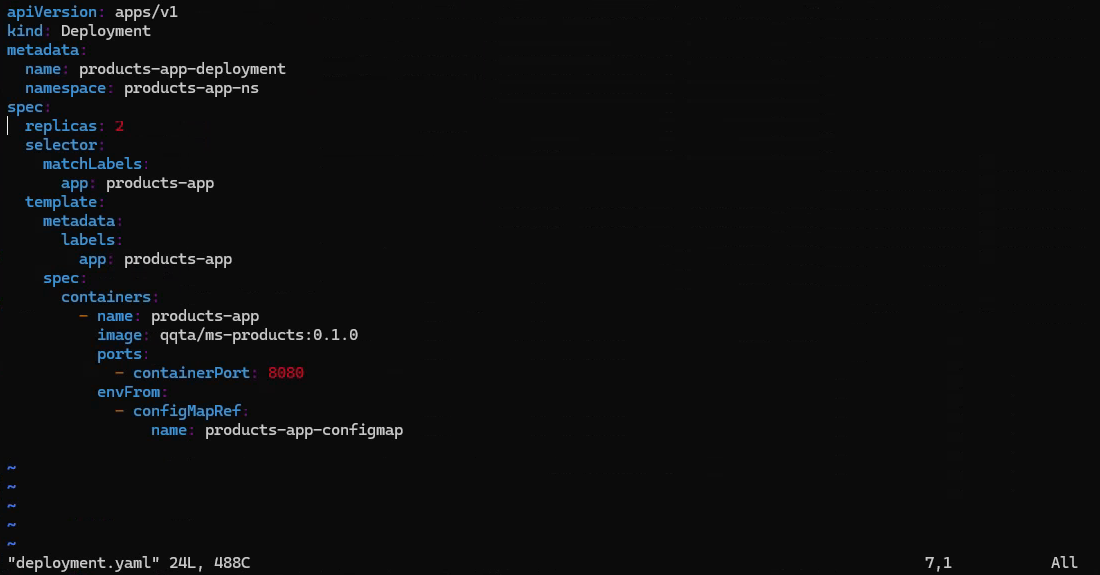 apiVersion: apps/v1
kind: Deployment
metadata:
  name: products-app-deployment
  namespace: products-app-ns
spec:
  replicas: 2
  selector:
    matchLabels:
      app: products-app
  template:
    metadata:
      labels:
        app: products-app
    spec:
      containers:
        - name: products-app
          image: qqta/ms-products:0.1.0
          ports:
            - containerPort: 8080
          envFrom:
            - configMapRef:
                name: products-app-configmap

~
~
~
~
~
"deployment.yaml" 24L, 488C 7,1 All